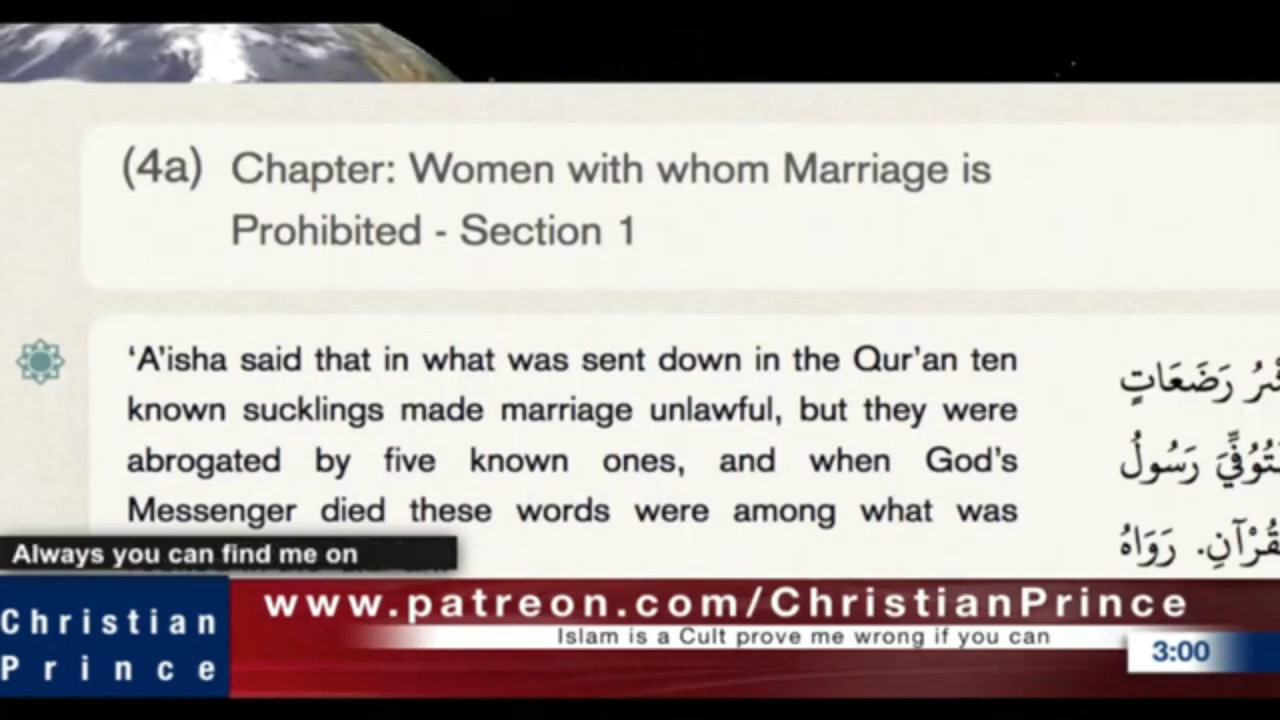 (4a) Chapter: Women with whom Marriage is
Prohibited - Section 1
‘A’isha said that in what was sent down in the Qur’an ten
known sucklings made marriage unlawful, but they were
abrogated by five known ones, and when God’s
Messenger died these words were among what was
رَضَعَاتٍ
رَسُولُ
رَوَاهُ
Always you can find me on
www.patreon.com/ChristianPrince
Islam is a Cult prove me wrong if you can
Christian
Prince
3:00